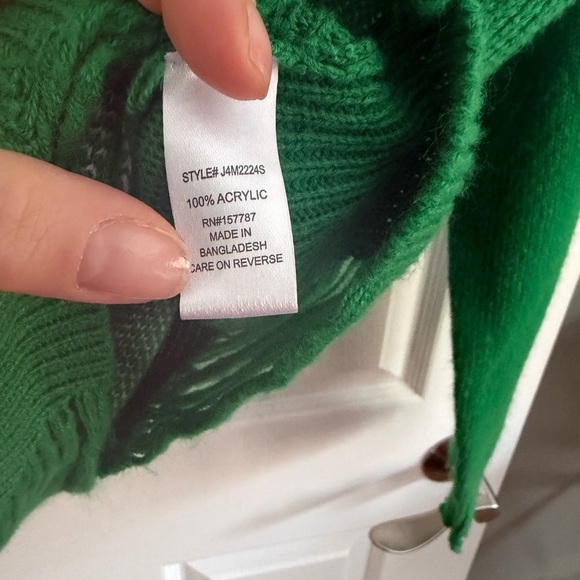 STYLE# J4M2224S
100% ACRYLIC
RN#157787
MADE IN
BANGLADESH
CARE ON REVERSE